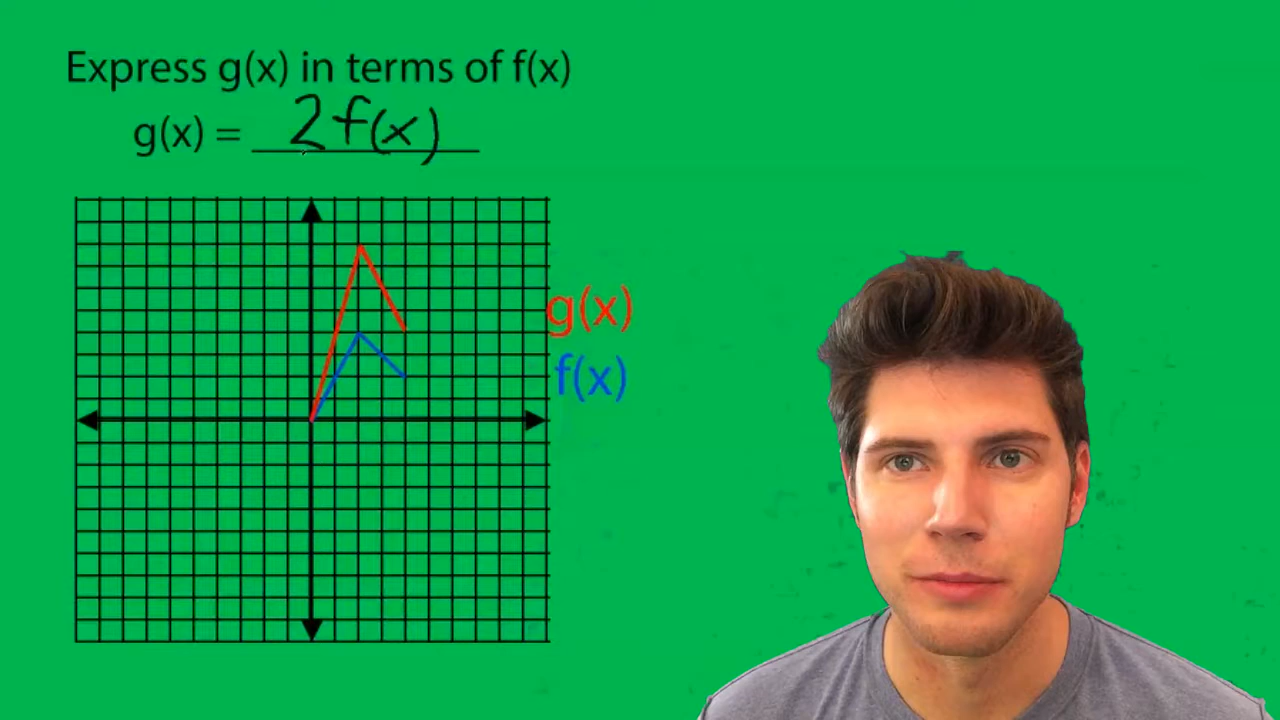 Express g(x) in terms of f(x)
g(x) = 2f(x)
g(x)
f(x)